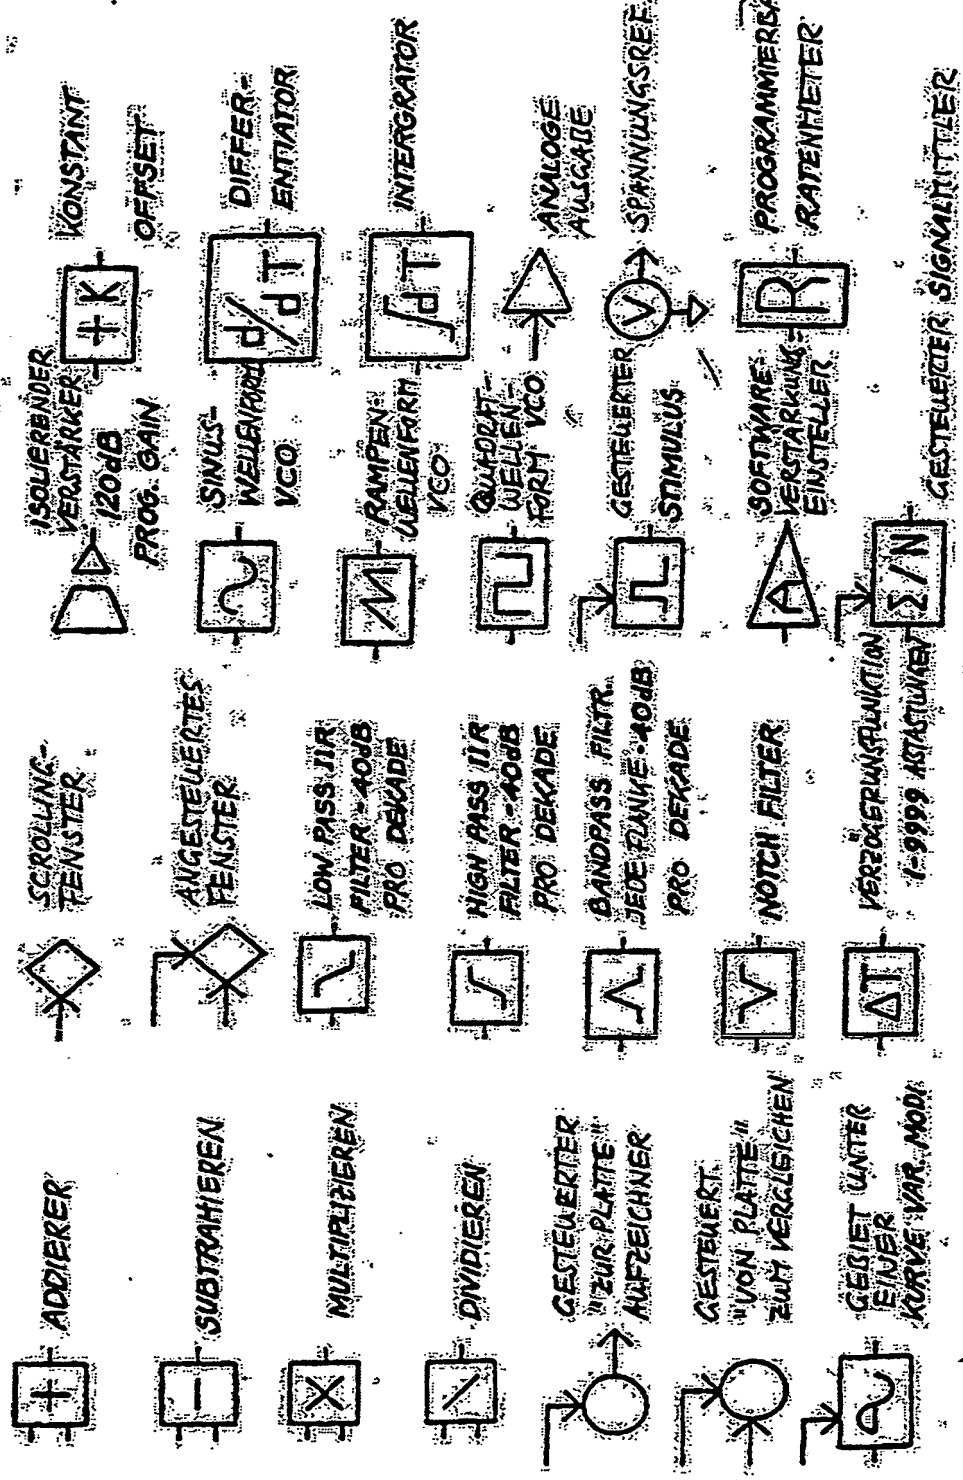 +
ADDIERER
−
SUBTRAHIEREN
X
MULTIPLIZIEREN
/
DIVIDIEREN
GESTEUERTER
"ZUR PLATTE"
AUFZEICHNER
GESTEUERT
"VON PLATTE"
ZUM VERGLEICHEN
GEBIET UNTER
EINER
KURVE, VAR. MODI
SCROLLING-
FENSTER
ANGESTEUERTES
FENSTER
LOW PASS IIR
FILTER -40dB
PRO DEKADE
HIGH PASS IIR
FILTER -40dB
PRO DEKADE
BANDPASS FILTR.
JEDE FLANKE -40dB
PRO DEKADE
NOTCH FILTER
ΔT
VERZÖGERUNSFUNKTION
1-9999 ABTASTUNGEN
ISOLIERENDER
VERSTÄRKER
120dB
PROG. GAIN
SINUS-
WELLENFORM
VCO
RAMPEN-
WELLENFORM
VCO
QUADRAT-
WELLEN-
FORM VCO
GESTEUERTER
STIMULUS
A
SOFTWARE-
VERSTÄRKUNG-
EINSTELLER
Σ/N
GESTEUERTER SIGNALMITTLER
+K
KONSTANT
OFFSET
d/dT
DIFFER-
ENTIATOR
∫dT
INTERGRATOR
ANALOGE
AUSGABE
V
SPANNUNGSREF.
R
PROGRAMMIERBA
RATENMETER